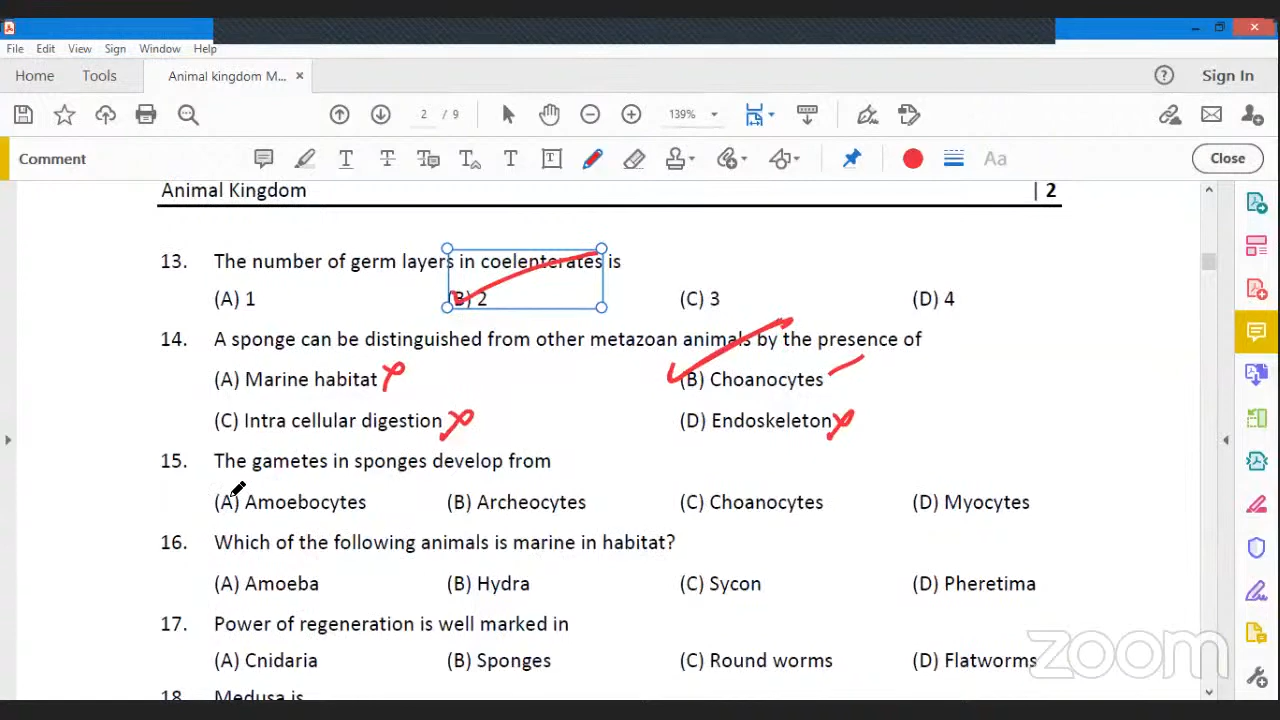 File Edit View Sign Window Help
Home Tools Animal kingdom M... × Sign In
2 / 9 139%
Comment T T T T T Aa Close
Animal Kingdom | 2
13. The number of germ layers in coelenterates is
(A) 1 (B) 2 (C) 3 (D) 4
14. A sponge can be distinguished from other metazoan animals by the presence of
(A) Marine habitat (B) Choanocytes
(C) Intra cellular digestion (D) Endoskeleton
15. The gametes in sponges develop from
(A) Amoebocytes (B) Archeocytes (C) Choanocytes (D) Myocytes
16. Which of the following animals is marine in habitat?
(A) Amoeba (B) Hydra (C) Sycon (D) Pheretima
17. Power of regeneration is well marked in
(A) Cnidaria (B) Sponges (C) Round worms (D) Flatworms
18. Medusa is
zoom